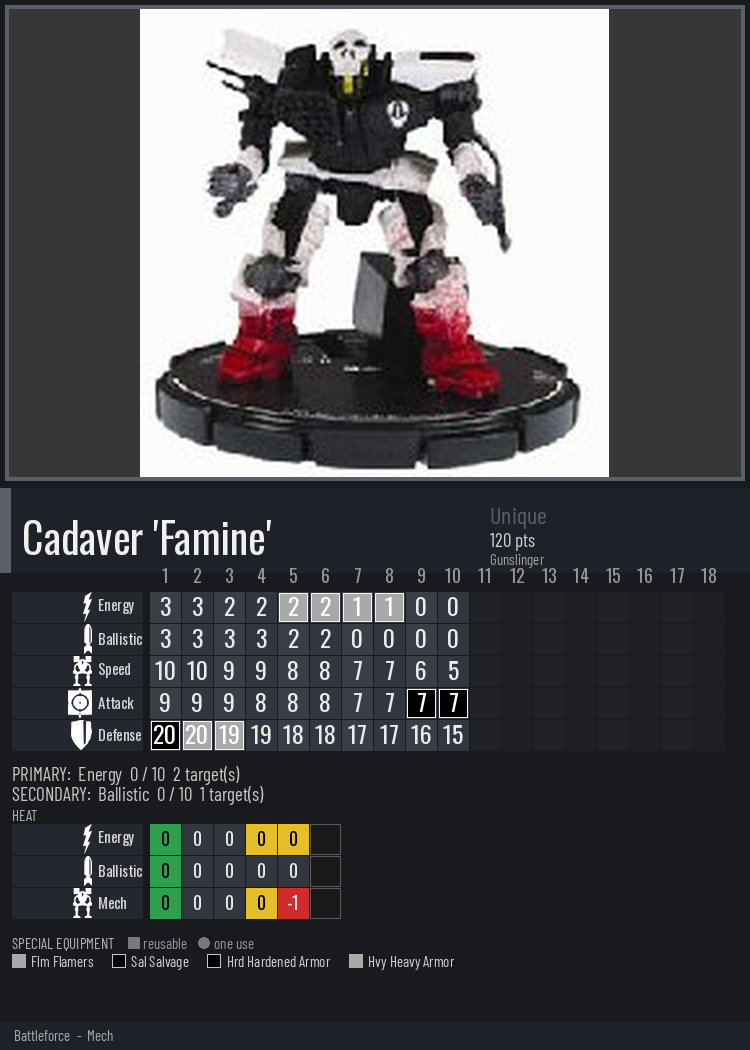 Cadaver 'Famine'
Unique
120 pts
Gunslinger
1 2 3 4 5 6 7 8 9 10 11 12 13 14 15 16 17 18
Energy 3 3 2 2 2 2 1 1 0 0
Ballistic 3 3 3 3 2 2 0 0 0 0
Speed 10 10 9 9 8 8 7 7 6 5
Attack 9 9 9 8 8 8 7 7 7 7
Defense 20 20 19 19 18 18 17 17 16 15
PRIMARY: Energy 0 / 10 2 target(s)
SECONDARY: Ballistic 0 / 10 1 target(s)
HEAT
Energy 0 0 0 0 0
Ballistic 0 0 0 0 0
Mech 0 0 0 0 -1
SPECIAL EQUIPMENT reusable one use
Flm Flamers Sal Salvage Hrd Hardened Armor Hvy Heavy Armor
Battleforce - Mech